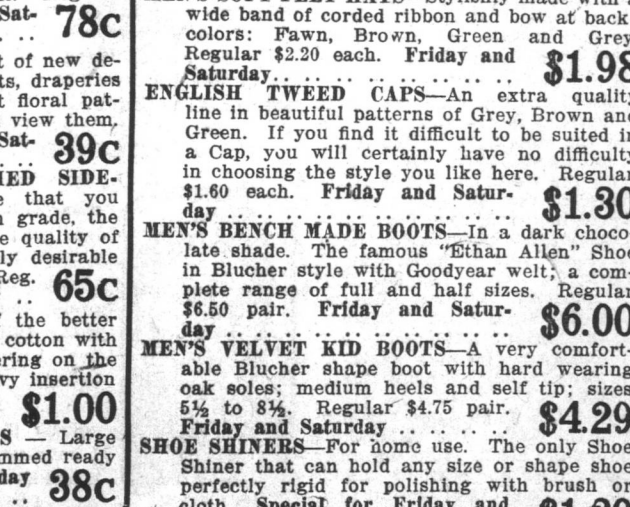 Sat-
78c
t of new de-
ts, draperies
t floral pat-
view them.
Sat-
39c
IED SIDE-
e that you
n grade, the
e quality of
ly desirable
Reg.
65c
the better
cotton with
ering on the
vy insertion
$1.00
S — Large
mmed ready
day
38c
wide band of corded ribbon and bow at back
colors: Fawn, Brown, Green and Grey
Regular $2.20 each. Friday and
Saturday.. $1.98
ENGLISH TWEED CAPS—An extra quality
line in beautiful patterns of Grey, Brown and
Green. If you find it difficult to be suited in
a Cap, you will certainly have no difficulty
in choosing the style you like here. Regular
$1.60 each. Friday and Satur-
day .. $1.30
MEN'S BENCH MADE BOOTS—In a dark choco-
late shade. The famous "Ethan Allen" Shoe
in Blucher style with Goodyear welt; a com-
plete range of full and half sizes. Regular
$6.50 pair. Friday and Satur-
day .. $6.00
MEN'S VELVET KID BOOTS—A very comfort-
able Blucher shape boot with hard wearing
oak soles; medium heels and self tip; sizes
5½ to 8½. Regular $4.75 pair.
Friday and Saturday .. $4.29
SHOE SHINERS—For home use. The only Shoe
Shiner that can hold any size or shape shoe
perfectly rigid for polishing with brush or
cloth. Special for Friday and